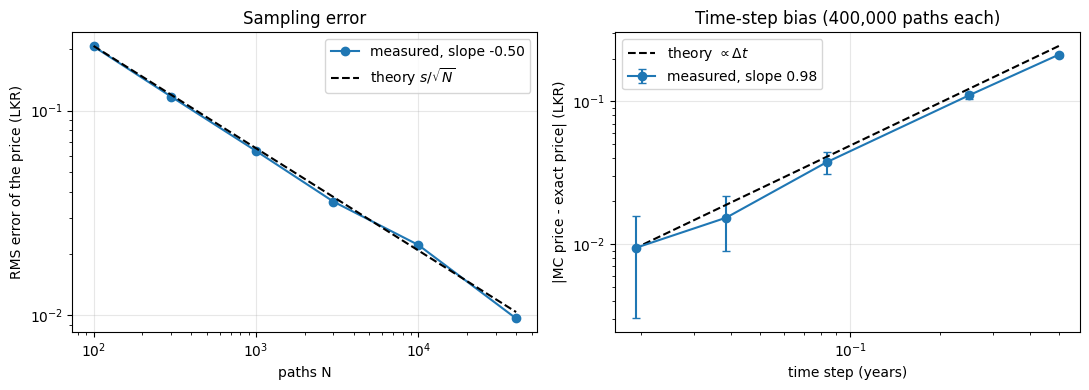 Sampling error
RMS error of the price (LKR)
10⁻¹
10⁻²
measured, slope -0.50
theory s/√N
10²
10³
10⁴
paths N
Time-step bias (400,000 paths each)
|MC price - exact price| (LKR)
10⁻¹
10⁻²
theory ∝Δt
measured, slope 0.98
10⁻¹
time step (years)